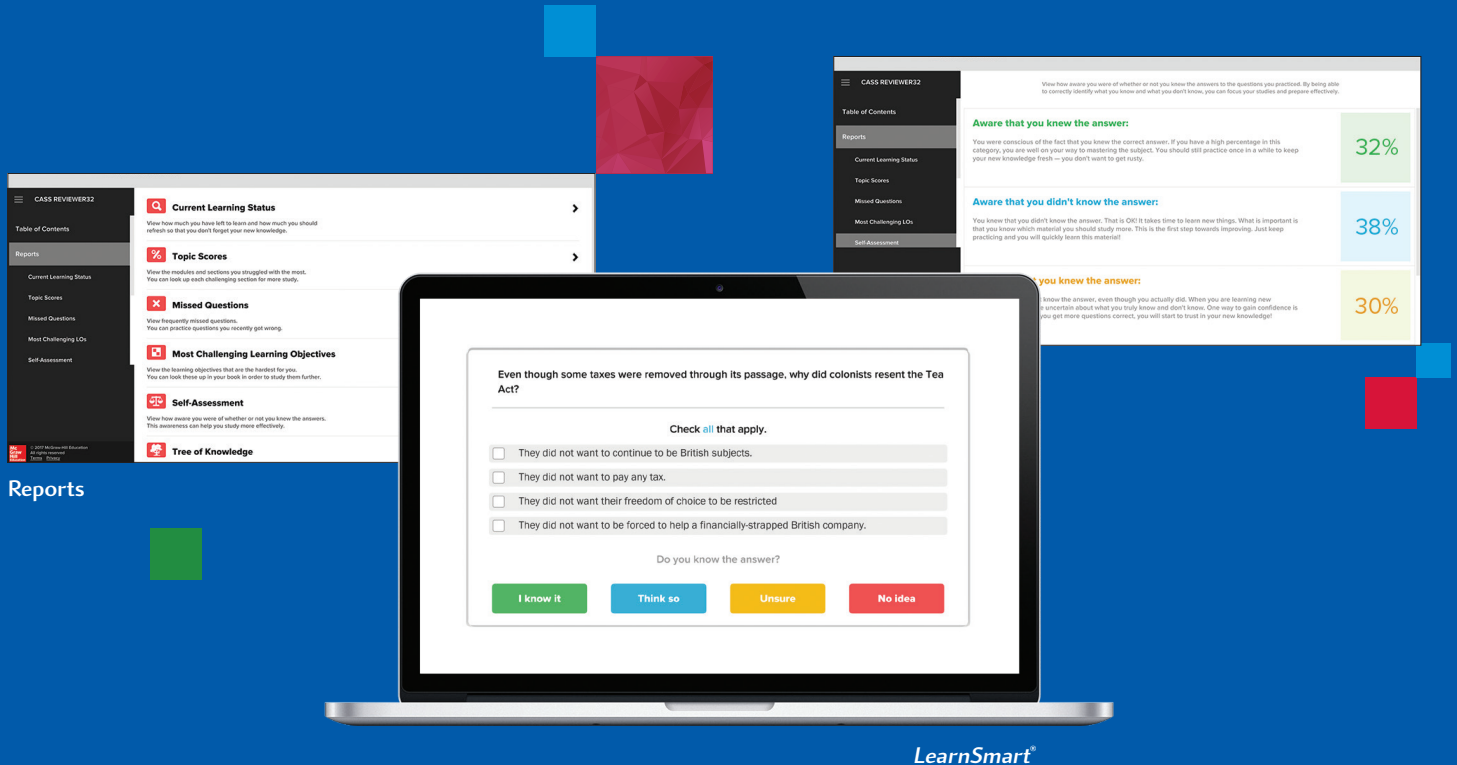 CASS REVIEWER32
Table of Contents
Reports
Current Learning Status
Topic Scores
Missed Questions
Most Challenging LOs
Self-Assessment
Mc
Graw
Hill
Education
© 2017 McGraw-Hill Education
All rights reserved
Terms Privacy
Current Learning Status
View how much you have left to learn and how much you should
refresh so that you don't forget your new knowledge.
% Topic Scores
View the modules and sections you struggled with the most.
You can look up each challenging section for more study.
Missed Questions
View frequently missed questions.
You can practice questions you recently got wrong.
Most Challenging Learning Objectives
View the learning objectives that are the hardest for you.
You can look these up in your book in order to study them further.
Self-Assessment
View how aware you were of whether or not you knew the answers.
This awareness can help you study more effectively.
Tree of Knowledge
Reports
CASS REVIEWER32
Table of Contents
Reports
Current Learning Status
Topic Scores
Missed Questions
Most Challenging LOs
Self-Assessment
View how aware you were of whether or not you knew the answers to the questions you practiced. By being able
to correctly identify what you know and what you don't know, you can focus your studies and prepare effectively.
Aware that you knew the answer:
You were conscious of the fact that you knew the correct answer. If you have a high percentage in this
category, you are well on your way to mastering the subject. You should still practice once in a while to keep
your new knowledge fresh — you don't want to get rusty.
32%
Aware that you didn't know the answer:
You knew that you didn't know the answer. That is OK! It takes time to learn new things. What is important is
that you know which material you should study more. This is the first step towards improving. Just keep
practicing and you will quickly learn this material!
38%
you knew the answer:
know the answer, even though you actually did. When you are learning new
uncertain about what you truly know and don't know. One way to gain confidence is
you get more questions correct, you will start to trust in your new knowledge!
30%
Even though some taxes were removed through its passage, why did colonists resent the Tea
Act?
Check all that apply.
They did not want to continue to be British subjects.
They did not want to pay any tax.
They did not want their freedom of choice to be restricted
They did not want to be forced to help a financially-strapped British company.
Do you know the answer?
I know it
Think so
Unsure
No idea
LearnSmart®